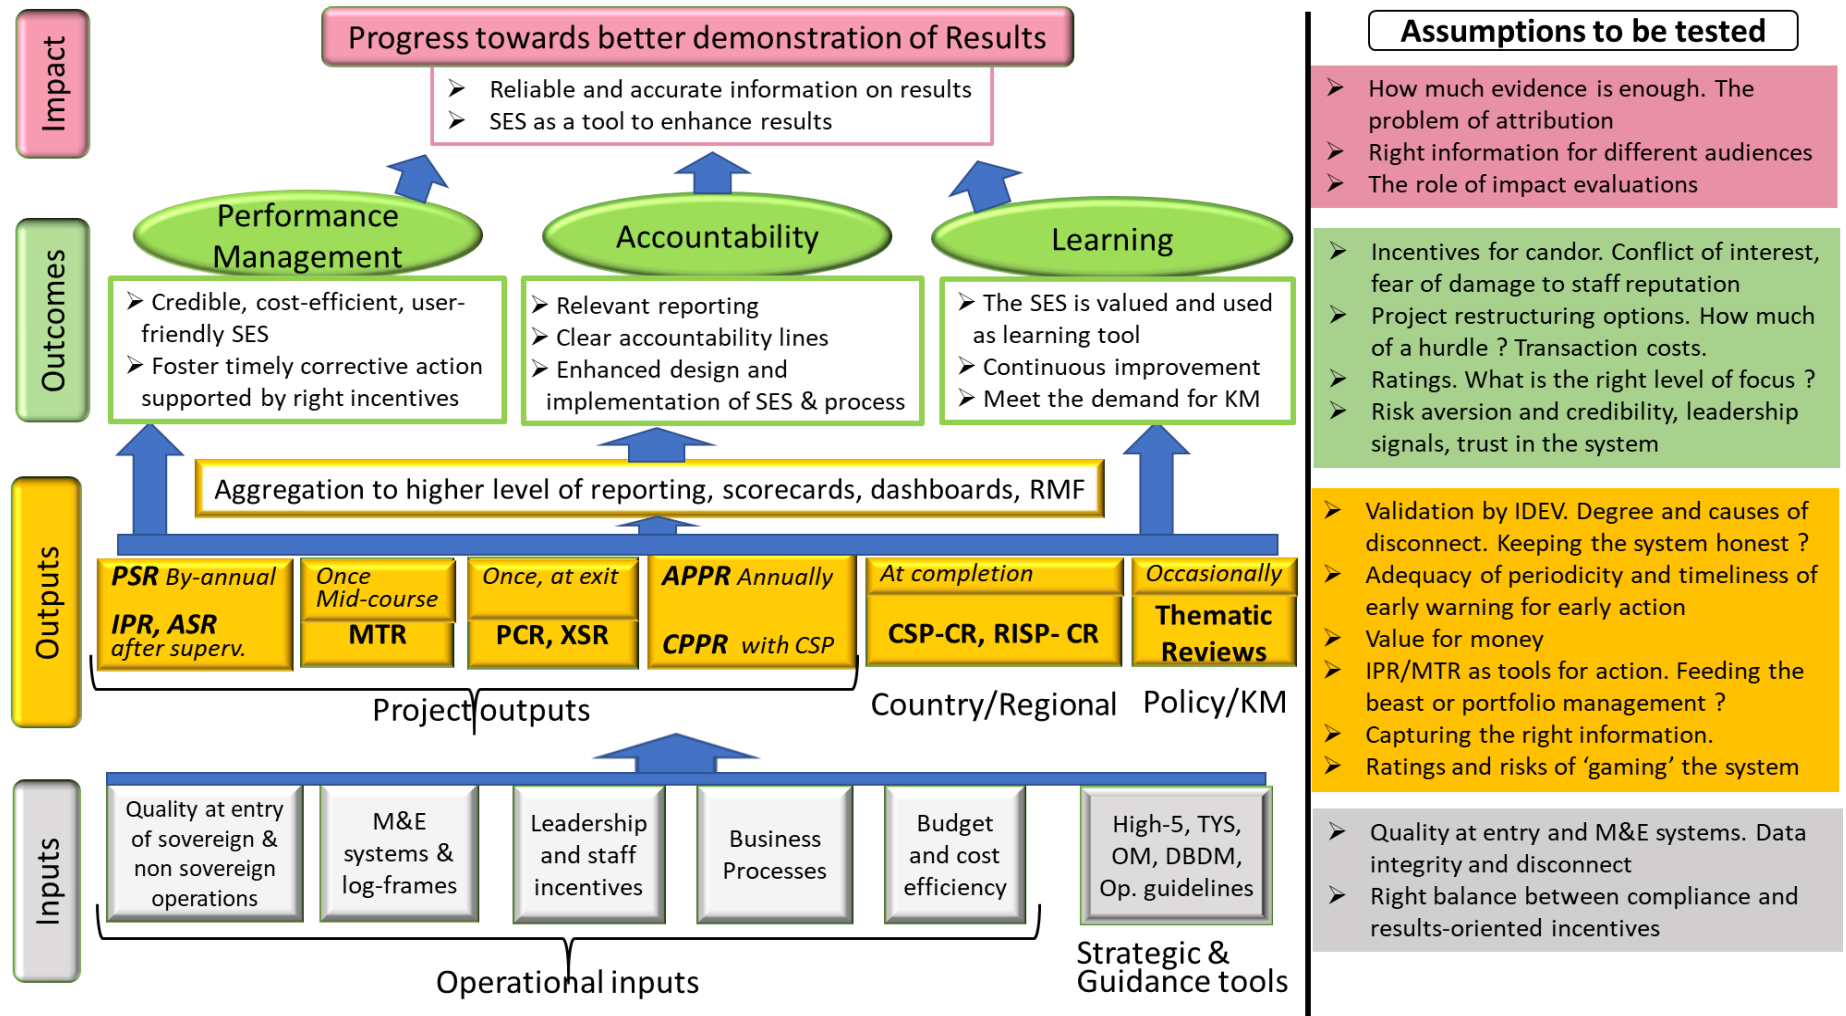 Impact
Progress towards better demonstration of Results
➢ Reliable and accurate information on results
➢ SES as a tool to enhance results
Outcomes
Performance
Management
➢ Credible, cost-efficient, user-
friendly SES
➢ Foster timely corrective action
supported by right incentives
Accountability
➢ Relevant reporting
➢ Clear accountability lines
➢ Enhanced design and
implementation of SES & process
Learning
➢ The SES is valued and used
as learning tool
➢ Continuous improvement
➢ Meet the demand for KM
Outputs
Aggregation to higher level of reporting, scorecards, dashboards, RMF
PSR By-annual
IPR, ASR
after superv.
Once
Mid-course
MTR
Once, at exit
PCR, XSR
APPR Annually
CPPR with CSP
At completion
CSP-CR, RISP- CR
Occasionally
Thematic
Reviews
Project outputs
Country/Regional
Policy/KM
Inputs
Quality at entry
of sovereign &
non sovereign
operations
M&E
systems &
log-frames
Leadership
and staff
incentives
Business
Processes
Budget
and cost
efficiency
High-5, TYS,
OM, DBDM,
Op. guidelines
Operational inputs
Strategic &
Guidance tools
Assumptions to be tested
➢ How much evidence is enough. The
problem of attribution
➢ Right information for different audiences
➢ The role of impact evaluations
➢ Incentives for candor. Conflict of interest,
fear of damage to staff reputation
➢ Project restructuring options. How much
of a hurdle ? Transaction costs.
➢ Ratings. What is the right level of focus ?
➢ Risk aversion and credibility, leadership
signals, trust in the system
➢ Validation by IDEV. Degree and causes of
disconnect. Keeping the system honest ?
➢ Adequacy of periodicity and timeliness of
early warning for early action
➢ Value for money
➢ IPR/MTR as tools for action. Feeding the
beast or portfolio management ?
➢ Capturing the right information.
➢ Ratings and risks of ‘gaming’ the system
➢ Quality at entry and M&E systems. Data
integrity and disconnect
➢ Right balance between compliance and
results-oriented incentives